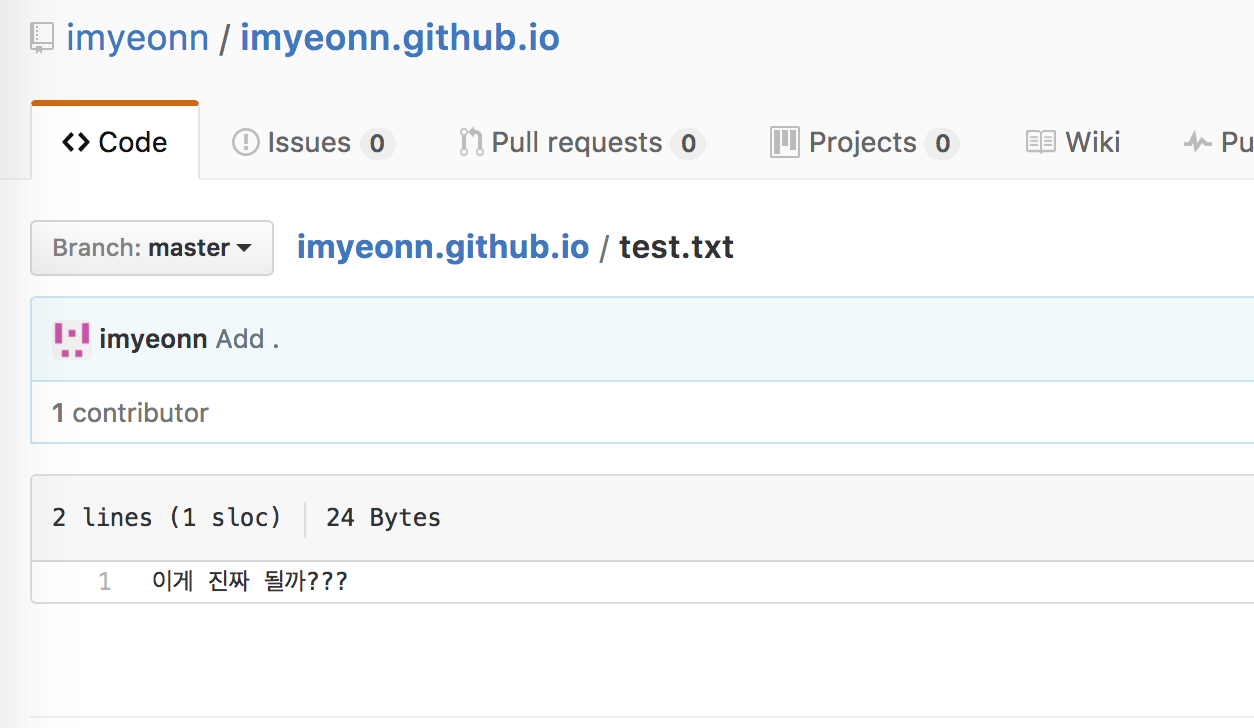 imyeonn / imyeonn.github.io
Code Issues 0 Pull requests 0 Projects 0 Wiki
Branch: master imyeonn.github.io / test.txt
imyeonn Add .
1 contributor
2 lines (1 sloc) 24 Bytes
1 이게 진짜 될까???